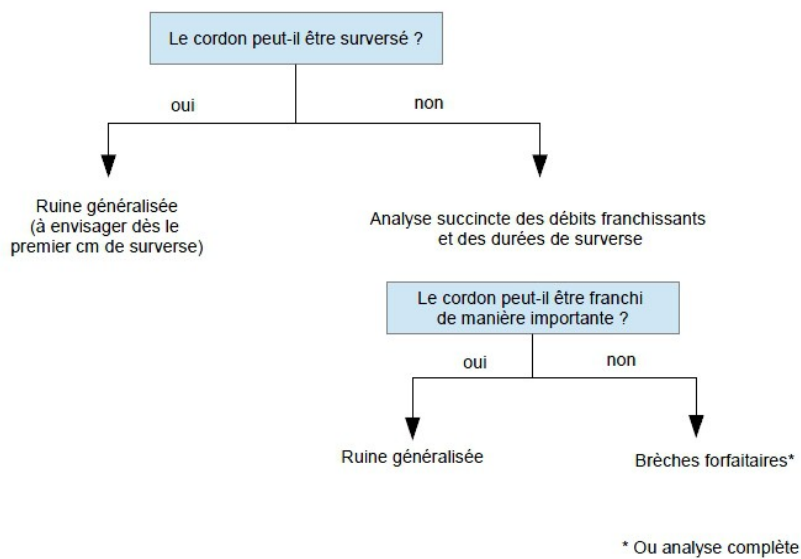 Le cordon peut-il être surversé ?
oui
non
Ruine généralisée
(à envisager dès le
premier cm de surverse)
Analyse succincte des débits franchissants
et des durées de surverse
Le cordon peut-il être franchi
de manière importante ?
oui
non
Ruine généralisée
Brèches forfaitaires*
* Ou analyse complète